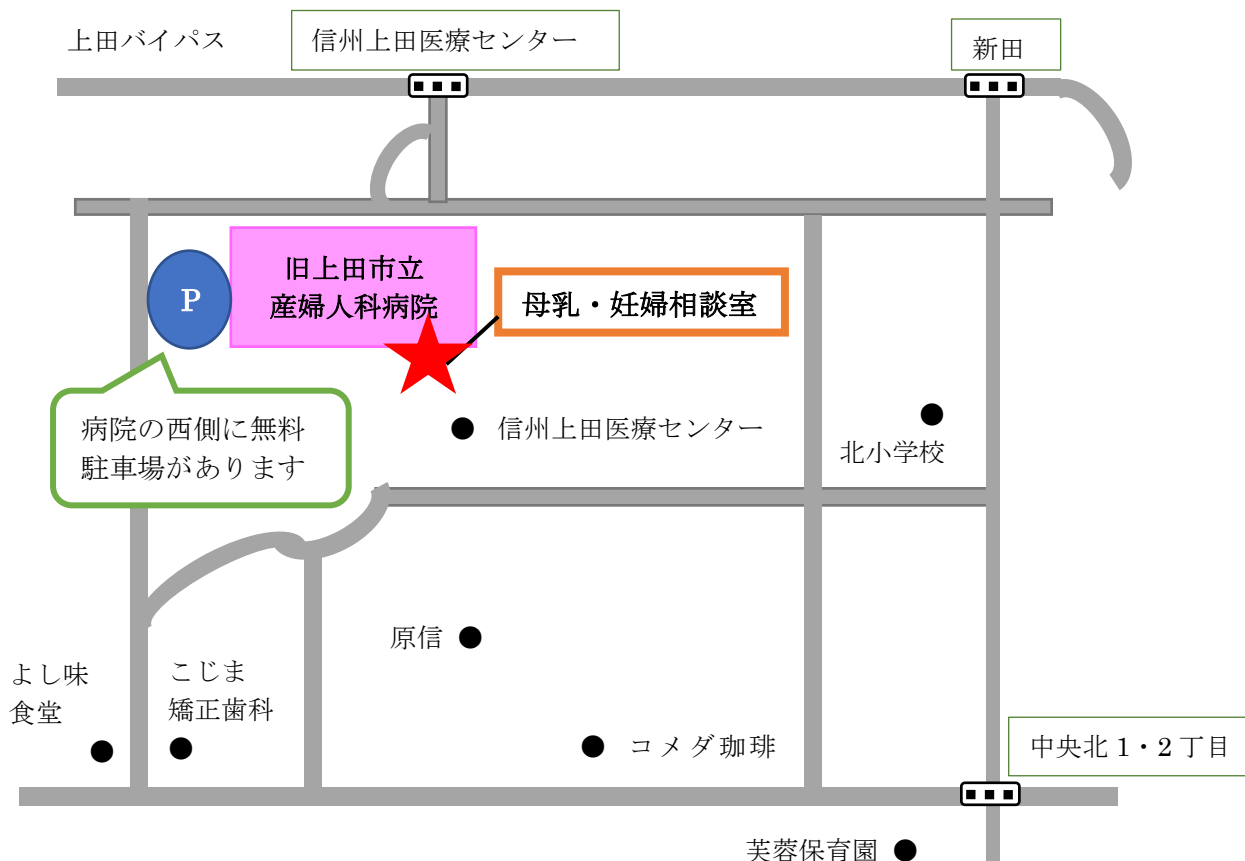 上田バイパス
信州上田医療センター
新田
旧上田市立
産婦人科病院
P
母乳・妊婦相談室
病院の西側に無料
駐車場があります
信州上田医療センター
北小学校
原信
よし味
食堂
こじま
矯正歯科
コメダ珈琲
中央北 1・2 丁目
芙蓉保育園